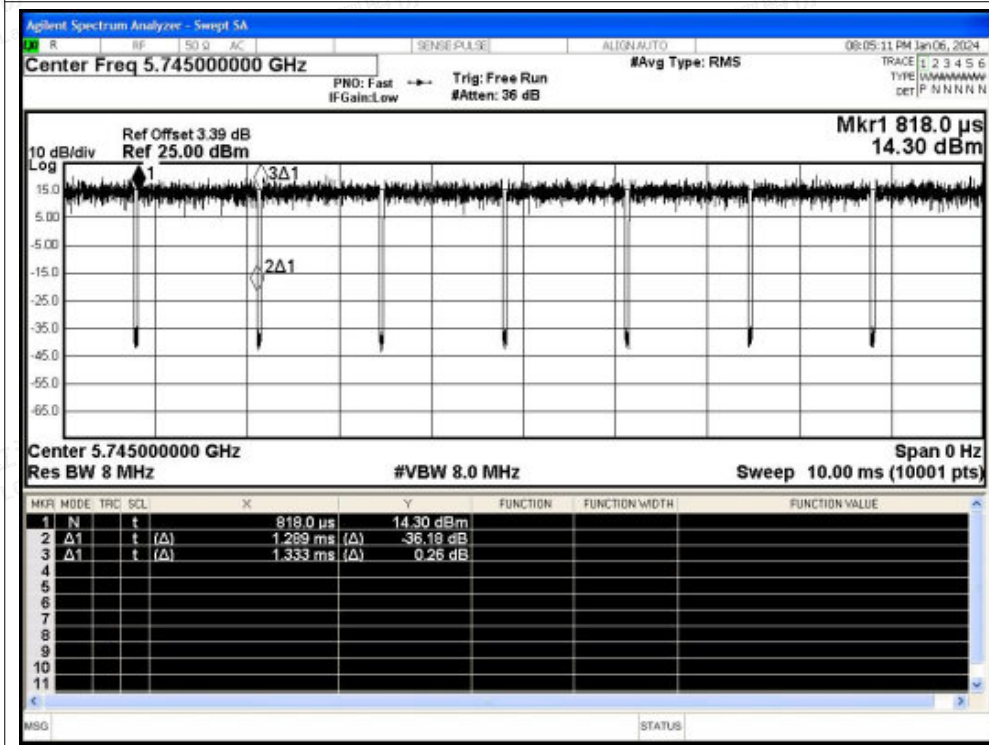 Agilent Spectrum Analyzer - Swept SA
R RF 50 Ω AC SENSE:PULSE ALIGN AUTO 08:05:11 PM Jan 06, 2024
Center Freq 5.745000000 GHz #Avg Type: RMS TRACE 1 2 3 4 5 6
PNO: Fast Trig: Free Run TYPE
IFGain:Low #Atten: 36 dB DET P N N N N N
Mkr1 818.0 µs
Ref Offset 3.39 dB
10 dB/div Ref 25.00 dBm 14.30 dBm
Log
1 3Δ1
15.0
5.00
-5.00
2Δ1
-15.0
-25.0
-35.0
-45.0
-55.0
-65.0
Center 5.745000000 GHz Span 0 Hz
Res BW 8 MHz #VBW 8.0 MHz Sweep 10.00 ms (10001 pts)
MKR MODE TRC SCL X Y FUNCTION FUNCTION WIDTH FUNCTION VALUE
1 N t 818.0 µs 14.30 dBm
2 Δ1 t (Δ) 1.289 ms (Δ) -36.18 dB
3 Δ1 t (Δ) 1.333 ms (Δ) 0.26 dB
4
5
6
7
8
9
10
11
MSG STATUS